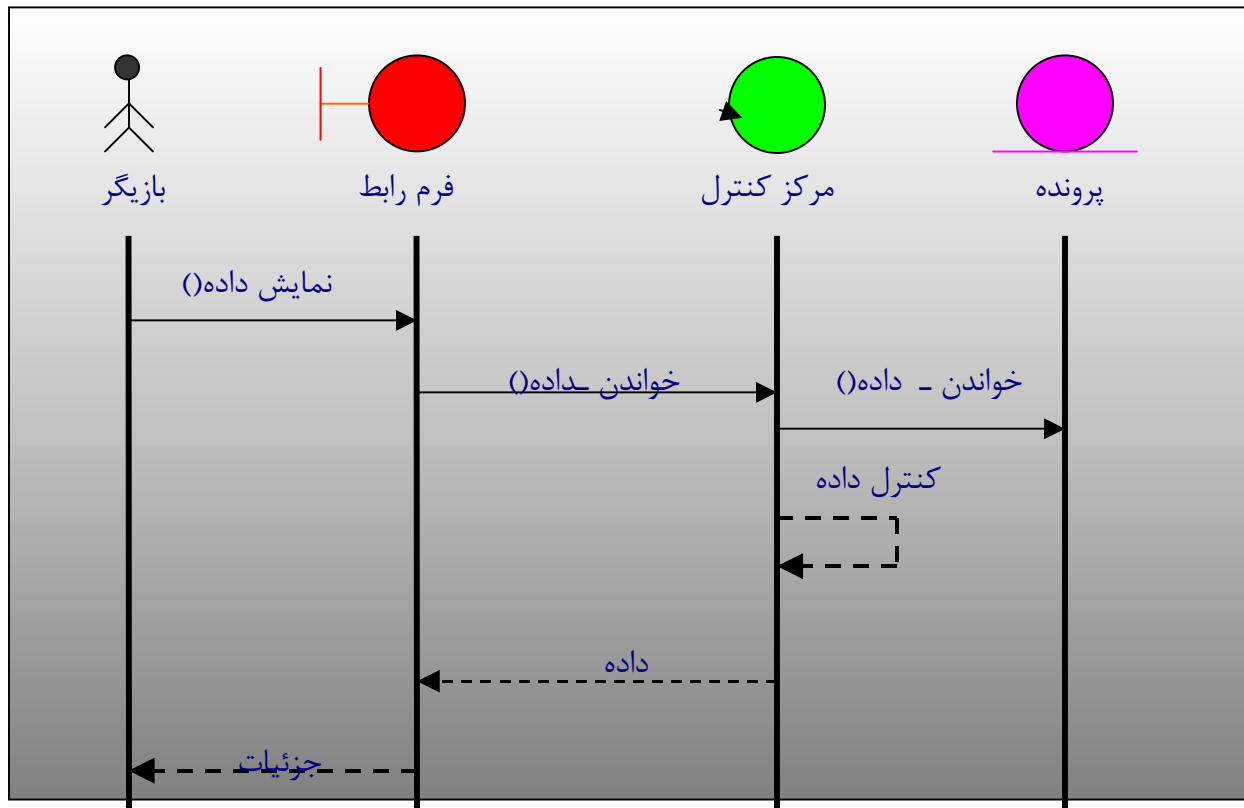 بازیگر
فرم رابط
مرکز کنترل
پرونده
نمایش داده()
خواندن ـداده()
خواندن ـ داده()
کنترل داده
داده
جزئیات